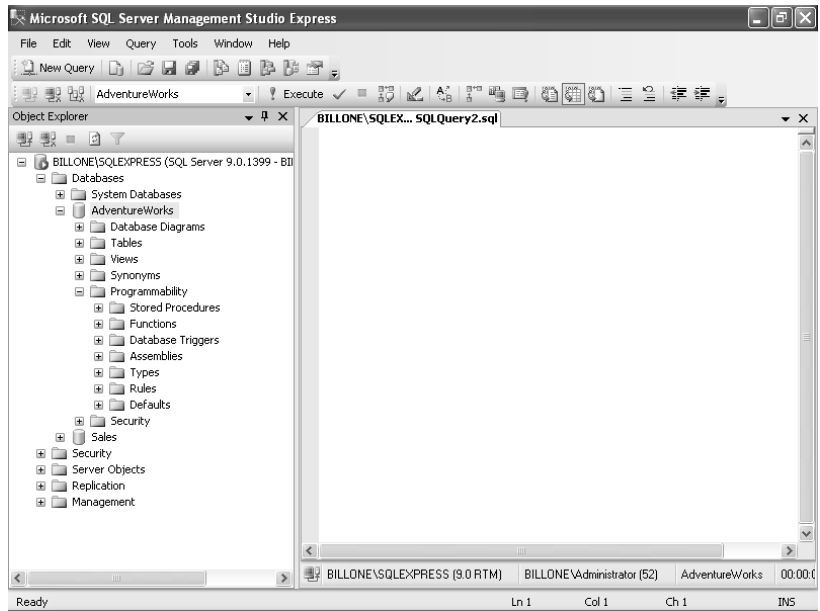 Microsoft SQL Server Management Studio Express
File Edit View Query Tools Window Help
New Query
AdventureWorks Execute
Object Explorer
BILLONE\SQLEX... SQLQuery2.sql
BILLONE\SQLEXPRESS (SQL Server 9.0.1399 - BII
Databases
System Databases
AdventureWorks
Database Diagrams
Tables
Views
Synonyms
Programmability
Stored Procedures
Functions
Database Triggers
Assemblies
Types
Rules
Defaults
Security
Sales
Security
Server Objects
Replication
Management
BILLONE\SQLEXPRESS (9.0 RTM) BILLONE\Administrator (52) AdventureWorks 00:00:0
Ready Ln 1 Col 1 Ch 1 INS